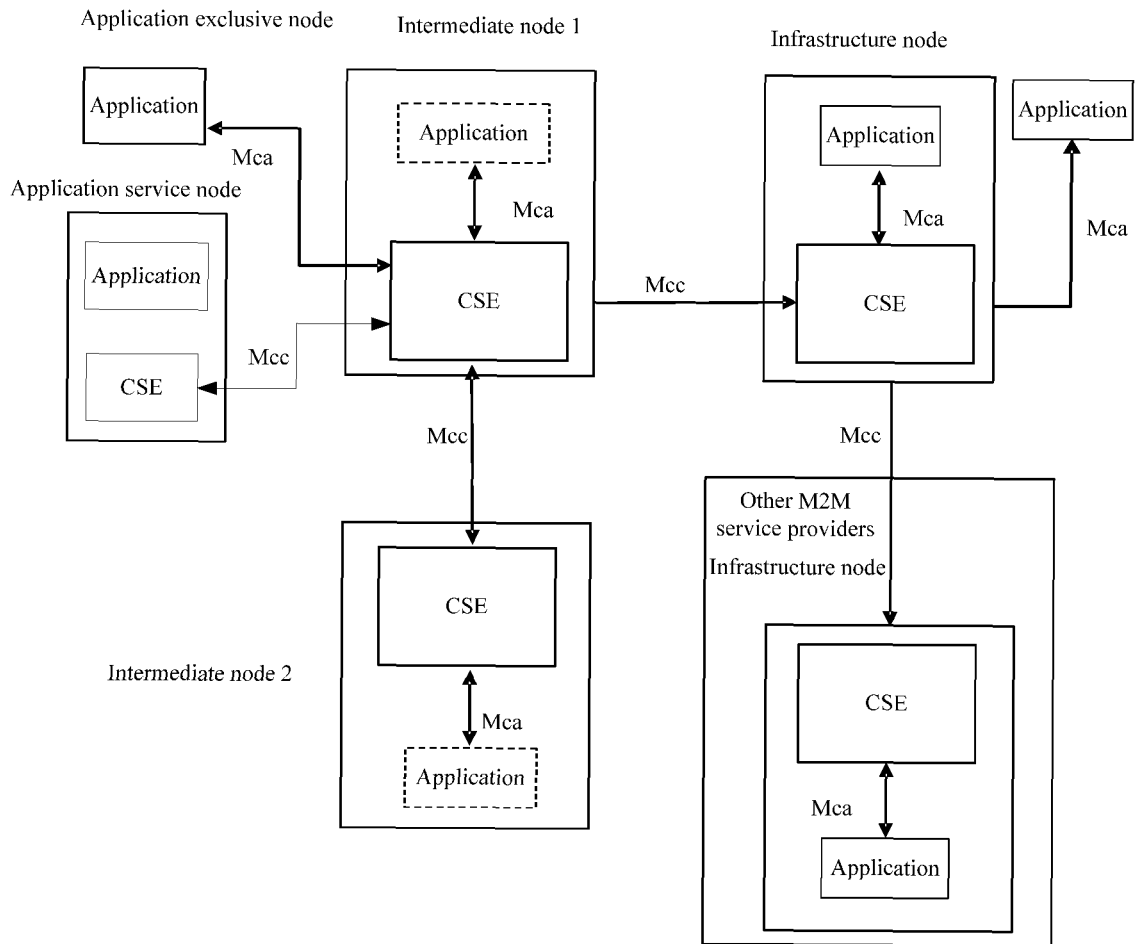 Application exclusive node
Intermediate node 1
Infrastructure node
Application
Application
Application
Application
Mca
Mca
Mca
Mca
Application service node
Application
CSE
CSE
Mcc
Mcc
CSE
Mcc
Mcc
Other M2M
service providers
Infrastructure node
CSE
Intermediate node 2
CSE
Mca
Application
Mca
Application